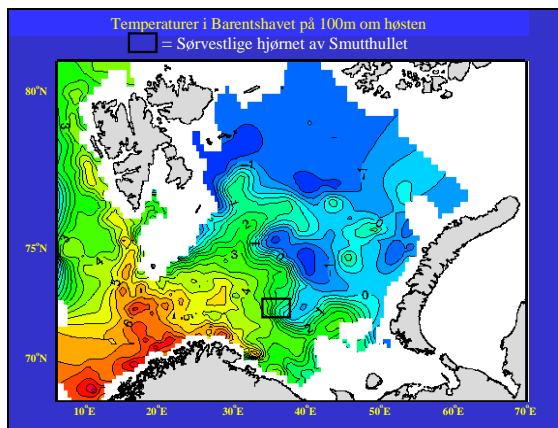 Temperaturer i Barentshavet på 100m om høsten
= Sørvestlige hjørnet av Smutthullet
80°N
75°N
70°N
10°E 20°E 30°E 40°E 50°E 60°E 70°E